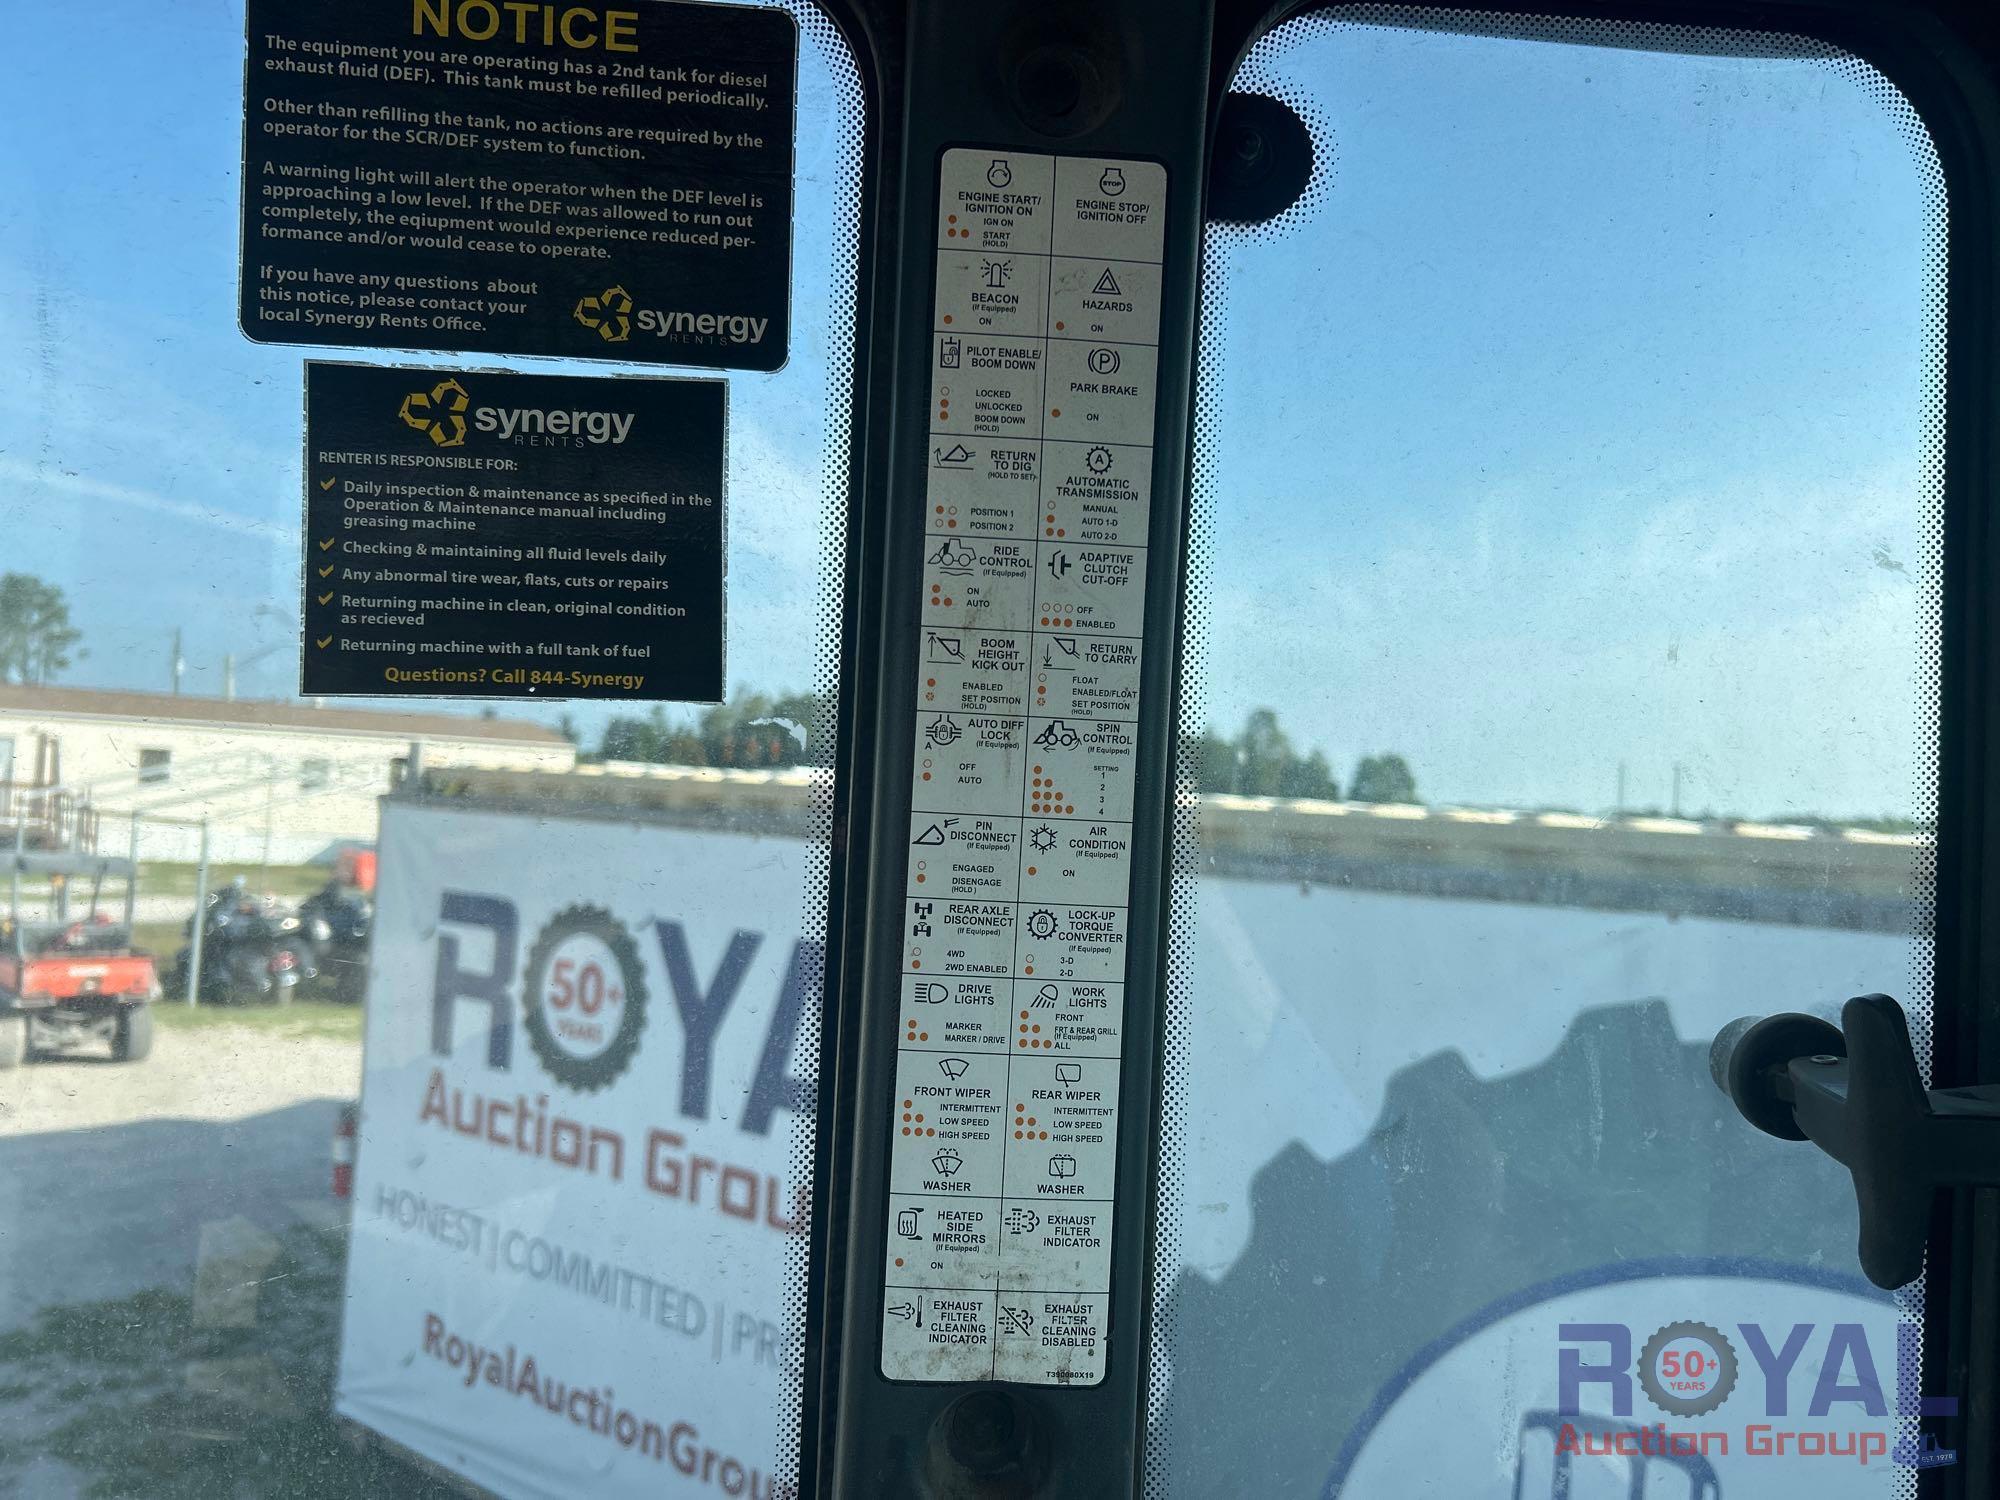 NOTICE
The equipment you are operating has a 2nd tank for diesel
exhaust fluid (DEF).  This tank must be refilled periodically.
Other than refilling the tank, no actions are required by the
operator for the SCR/DEF system to function.
A warning light will alert the operator when the DEF level is
approaching a low level.  If the DEF was allowed to run out
completely, the eqiupment would experience reduced per-
formance and/or would cease to operate.
If you have any questions  about
this notice, please contact your
local Synergy Rents Office.
synergy
RENTS
synergy
RENTS
RENTER IS RESPONSIBLE FOR:
Daily inspection & maintenance as specified in the
Operation & Maintenance manual including
greasing machine
Checking & maintaining all fluid levels daily
Any abnormal tire wear, flats, cuts or repairs
Returning machine in clean, original condition
as recieved
Returning machine with a full tank of fuel
Questions? Call 844-Synergy
ENGINE START/
IGNITION ON
IGN ON
START
(HOLD)
STOP
ENGINE STOP/
IGNITION OFF
BEACON
(If Equipped)
ON
HAZARDS
ON
PILOT ENABLE/
BOOM DOWN
LOCKED
UNLOCKED
BOOM DOWN
(HOLD)
P
PARK BRAKE
ON
RETURN
TO DIG
(HOLD TO SET)
POSITION 1
POSITION 2
A
AUTOMATIC
TRANSMISSION
MANUAL
AUTO 1-D
AUTO 2-D
RIDE
CONTROL
(If Equipped)
ON
AUTO
ADAPTIVE
CLUTCH
CUT-OFF
OFF
ENABLED
BOOM
HEIGHT
KICK OUT
ENABLED
SET POSITION
(HOLD)
RETURN
TO CARRY
FLOAT
ENABLED/FLOAT
SET POSITION
(HOLD)
AUTO DIFF
LOCK
(If Equipped)
A
OFF
AUTO
SPIN
CONTROL
(If Equipped)
SETTING
1
2
3
4
PIN
DISCONNECT
(If Equipped)
ENGAGED
DISENGAGE
(HOLD )
AIR
CONDITION
(If Equipped)
ON
REAR AXLE
DISCONNECT
(If Equipped)
4WD
2WD ENABLED
LOCK-UP
TORQUE
CONVERTER
(If Equipped)
3-D
2-D
DRIVE
LIGHTS
MARKER
MARKER / DRIVE
WORK
LIGHTS
FRONT
FRT & REAR GRILL
(If Equipped)
ALL
FRONT WIPER
INTERMITTENT
LOW SPEED
HIGH SPEED
WASHER
REAR WIPER
INTERMITTENT
LOW SPEED
HIGH SPEED
WASHER
HEATED
SIDE
MIRRORS
(If Equipped)
ON
EXHAUST
FILTER
INDICATOR
EXHAUST
FILTER
CLEANING
INDICATOR
EXHAUST
FILTER
CLEANING
DISABLED
T390080X19
ROYA
50+
YEARS
Auction Grou
HONEST | COMMITTED | PR
RoyalAuctionGrou
ROYAL
50+
YEARS
Auction Group
EST. 1970